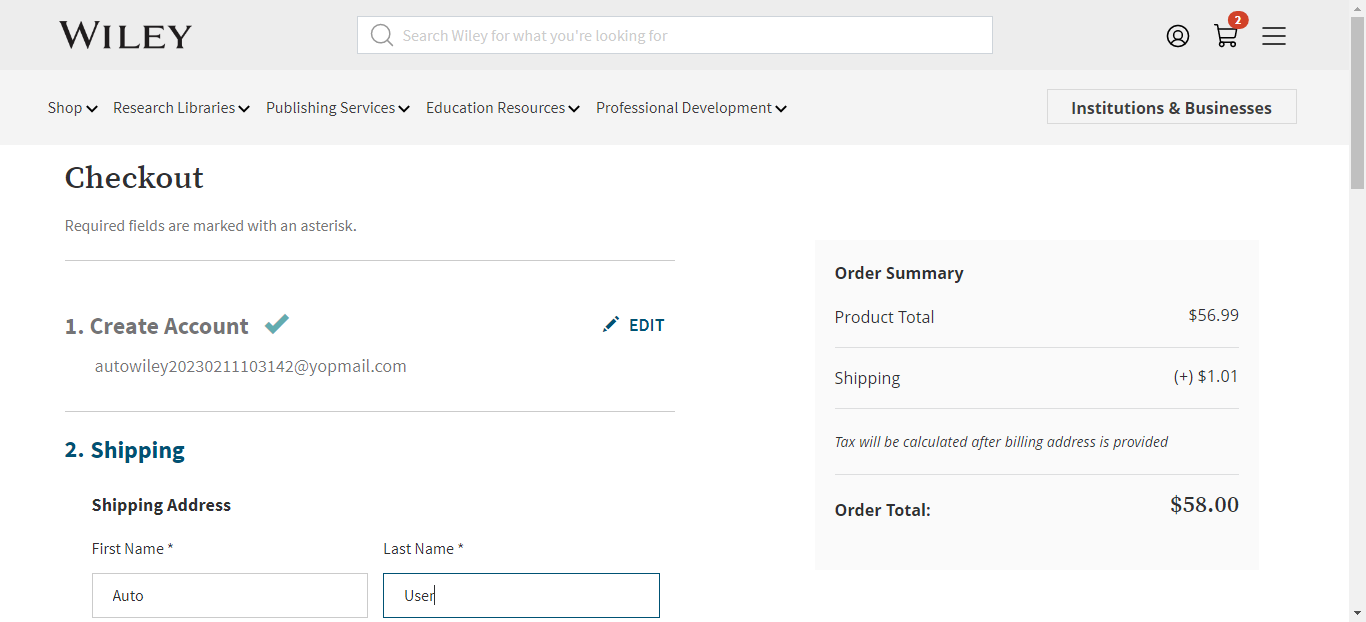 WILEY
Search Wiley for what you're looking for
2
Shop
Research Libraries
Publishing Services
Education Resources
Professional Development
Institutions & Businesses
Checkout
Required fields are marked with an asterisk.
1. Create Account
EDIT
autowiley20230211103142@yopmail.com
2. Shipping
Shipping Address
First Name *
Last Name *
Auto
User
Order Summary
Product Total $56.99
Shipping (+) $1.01
Tax will be calculated after billing address is provided
Order Total: $58.00